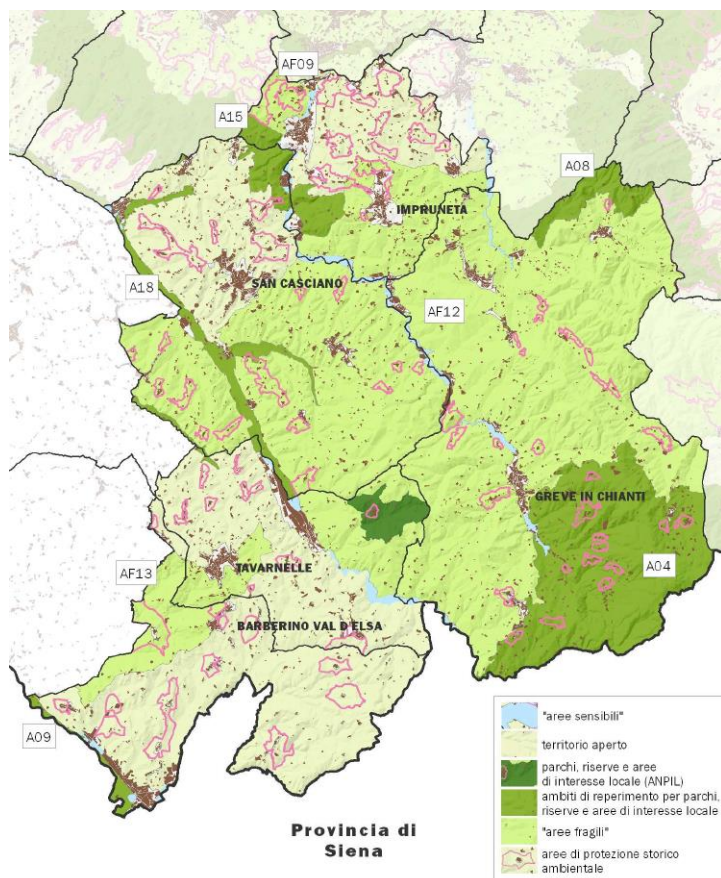 AF09
A15
A08
IMPRUNETA
SAN CASCIANO
A18
AF12
GREVE IN CHIANTI
AF13
TAVARNELLE
A04
BARBERINO VAL D'ELSA
A09
Provincia di
Siena
"aree sensibili"
territorio aperto
parchi, riserve e aree
di interesse locale (ANPIL)
ambiti di reperimento per parchi,
riserve e aree di interesse locale
"aree fragili"
aree di protezione storico
ambientale